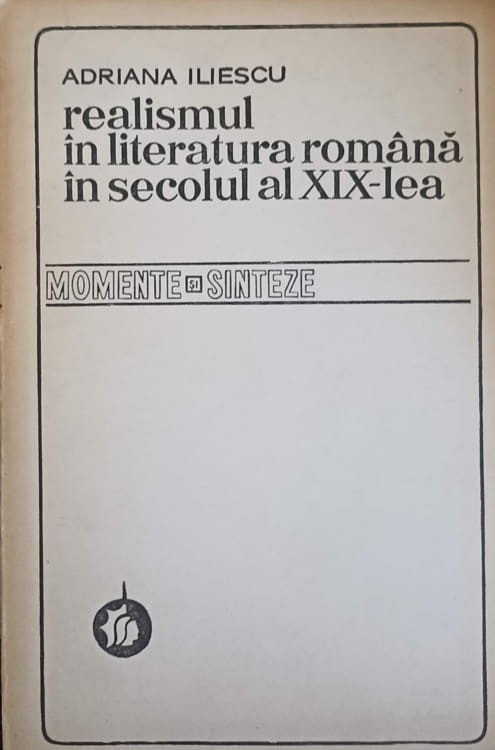 ADRIANA ILIESCU
realismul
în literatura română
în secolul al XIX-lea
MOMENTE ȘI SINTEZE